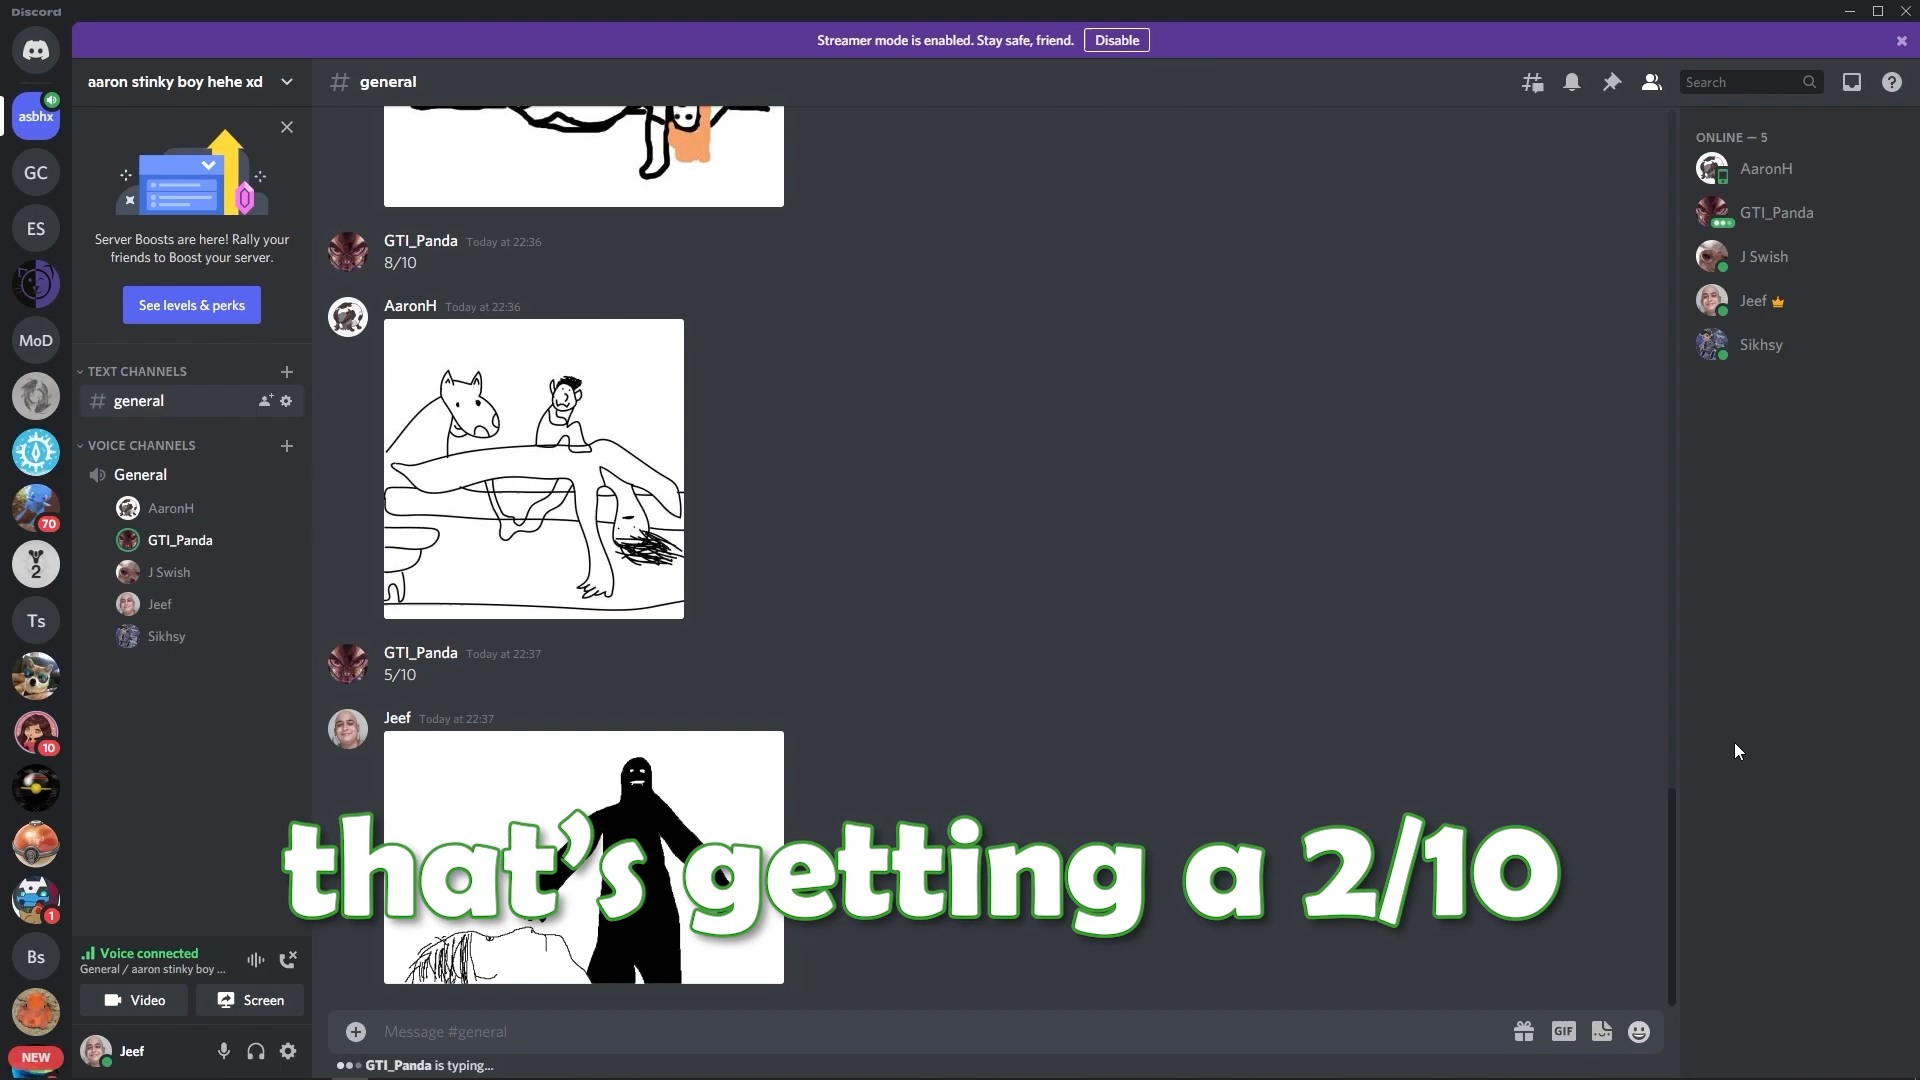 Discord
Streamer mode is enabled. Stay safe, friend. Disable
asbhx
GC
ES
MoD
70
2
Ts
10
1
Bs
NEW
aaron stinky boy hehe xd
Server Boosts are here! Rally your
friends to Boost your server.
See levels & perks
TEXT CHANNELS
general
VOICE CHANNELS
General
AaronH
GTI_Panda
J Swish
Jeef
Sikhsy
Voice connected
General / aaron stinky boy ...
Video Screen
Jeef
# general
Search
GTI_Panda Today at 22:36
8/10
AaronH Today at 22:36
GTI_Panda Today at 22:37
5/10
Jeef Today at 22:37
that's getting a 2/10
Message #general
GIF
GTI_Panda is typing...
ONLINE — 5
AaronH
GTI_Panda
J Swish
Jeef
Sikhsy